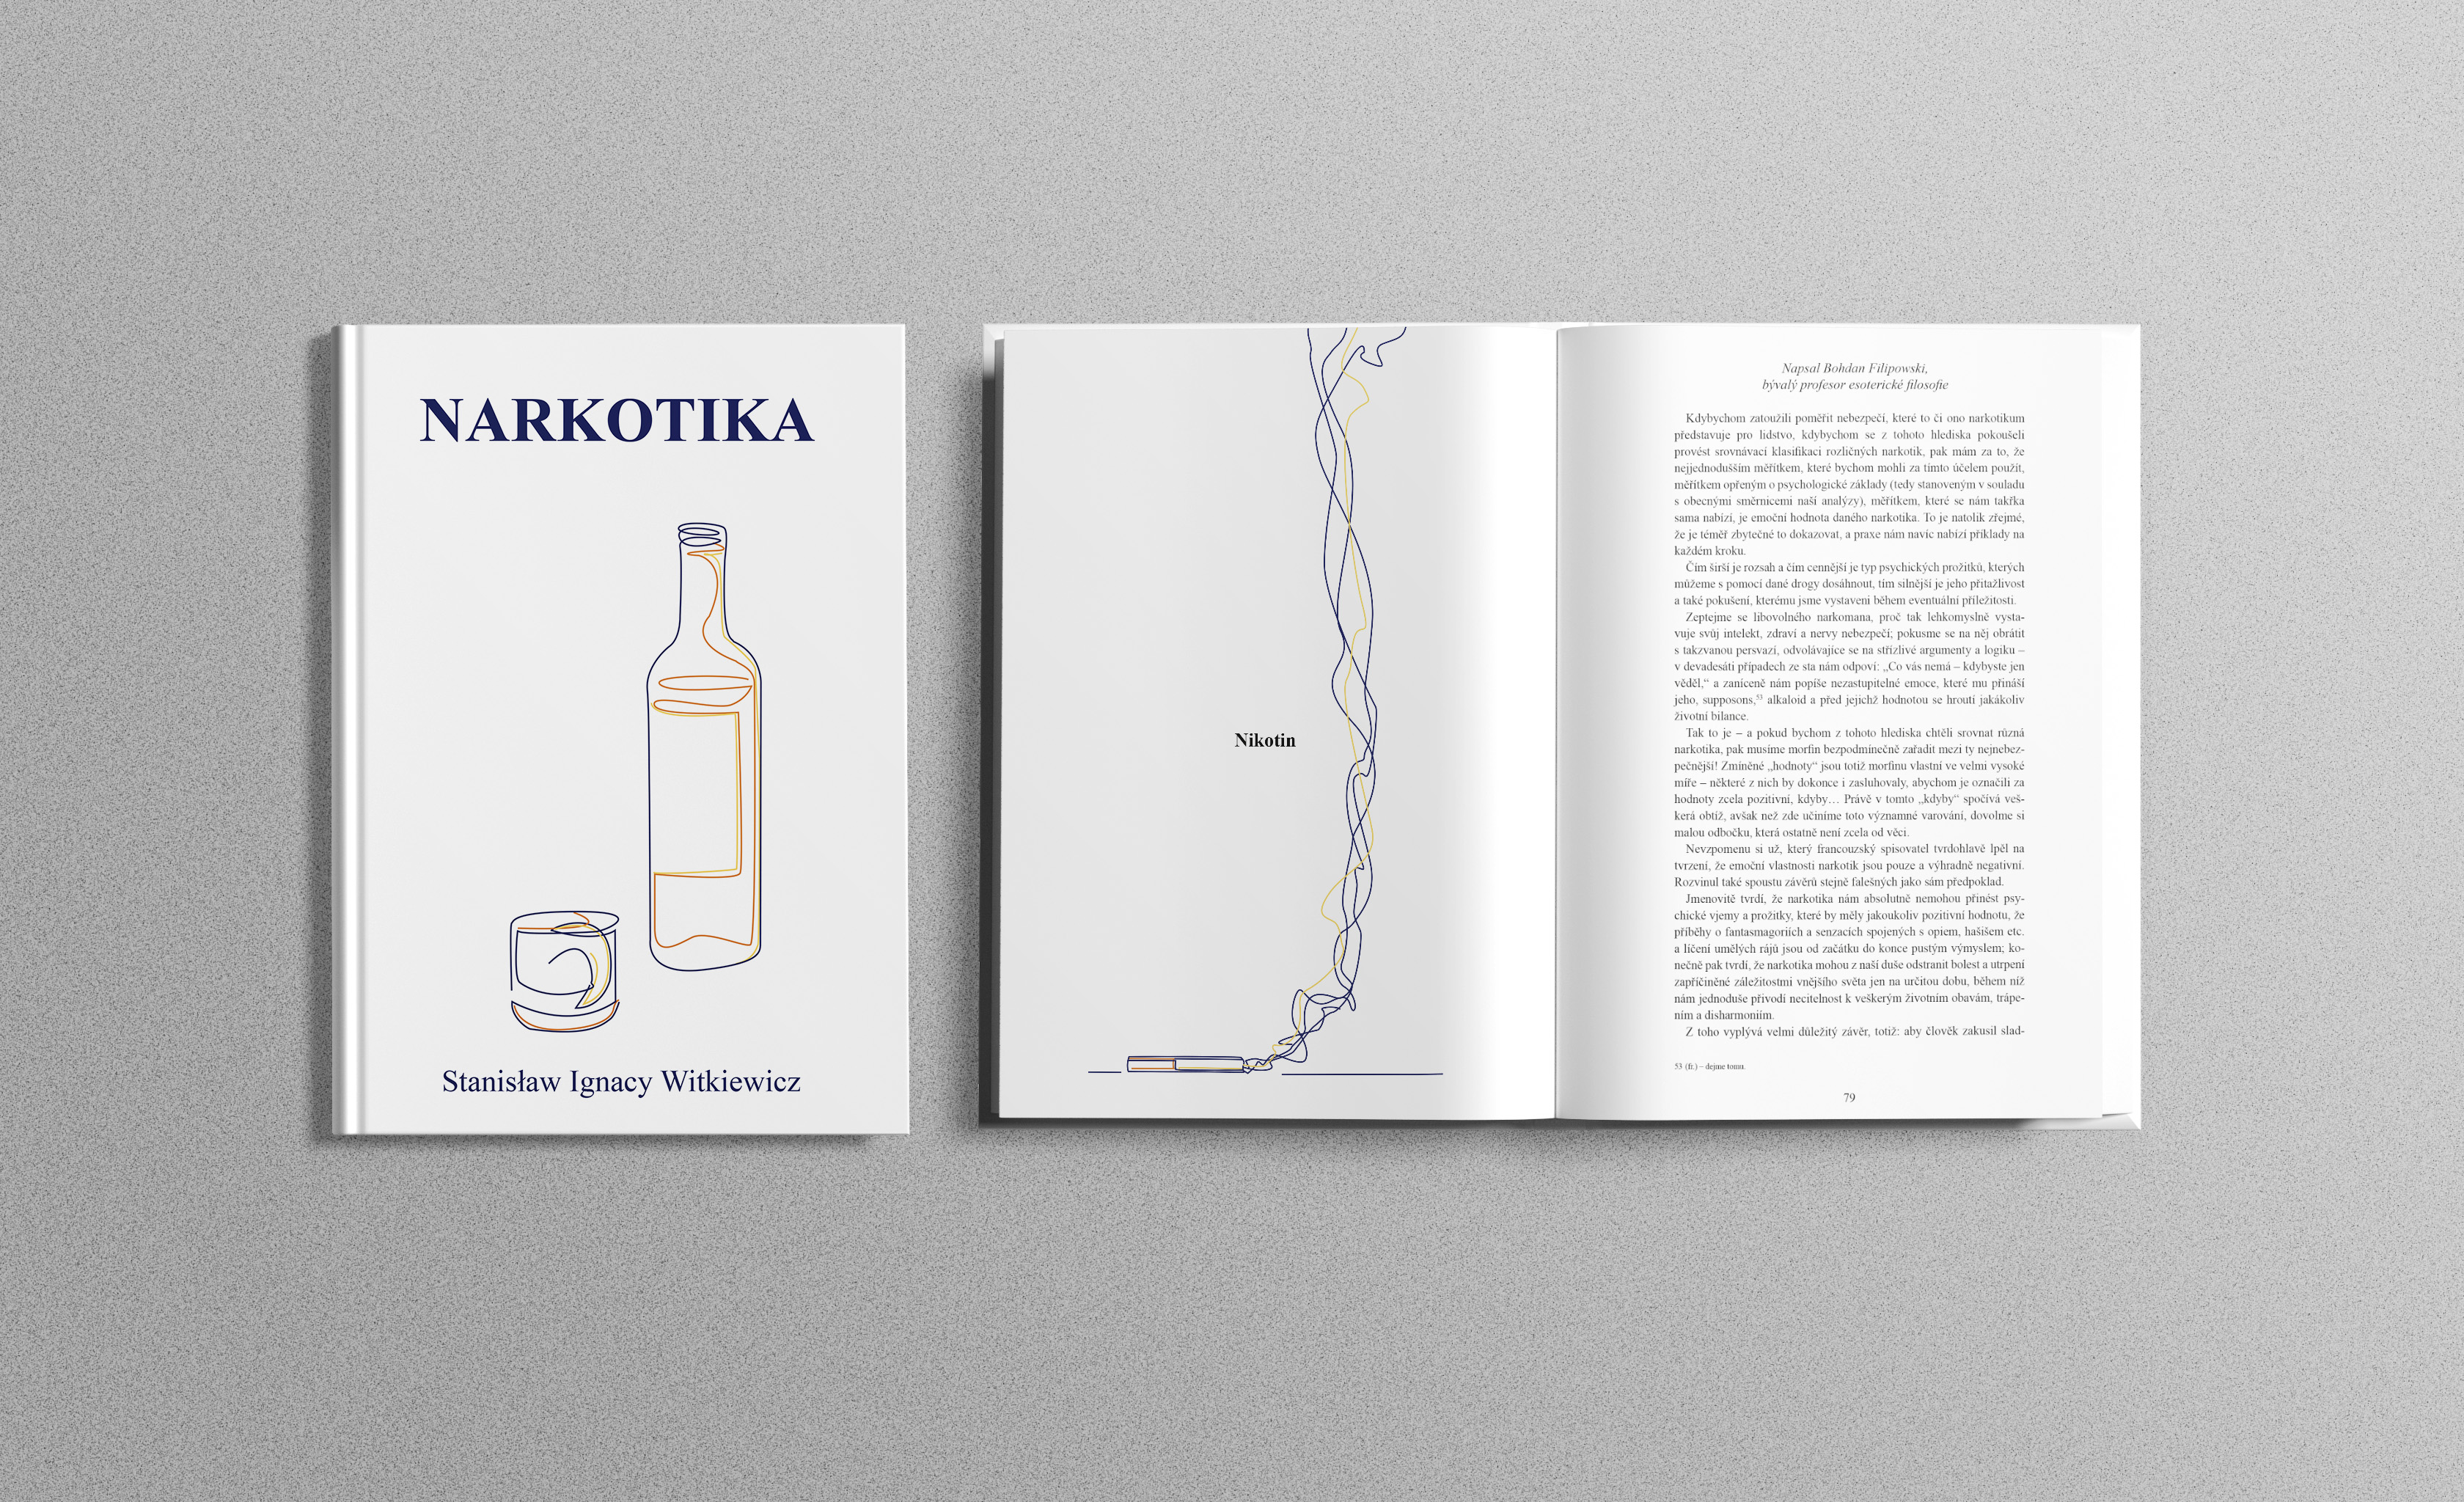 NARKOTIKA
Stanisław Ignacy Witkiewicz
Nikotin
Napsal Bohdan Filipowski,
bývalý profesor esoterické filosofie
Kdybychom zatoužili poměřit nebezpečí, které to či ono narkotikum
představuje pro lidstvo, kdybychom se z tohoto hlediska pokoušeli
provést srovnávací klasifikaci rozličných narkotik, pak mám za to, že
nejjednodušším měřítkem, které bychom mohli za tímto účelem použít,
měřítkem opřeným o psychologické základy (tedy stanoveným v souladu
s obecnými směrnicemi naší analýzy), měřítkem, které se nám takřka
sama nabízí, je emoční hodnota daného narkotika. To je natolik zřejmé,
že je téměř zbytečné to dokazovat, a praxe nám navíc nabízí příklady na
každém kroku.
Čím širší je rozsah a čím cennější je typ psychických prožitků, kterých
můžeme s pomocí dané drogy dosáhnout, tím silnější je jeho přitažlivost
a také pokušení, kterému jsme vystaveni během eventuální příležitosti.
Zeptejme se libovolného narkomana, proč tak lehkomyslně vysta-
vuje svůj intelekt, zdraví a nervy nebezpečí; pokusme se na něj obrátit
s takzvanou persvazí, odvolávajíce se na střízlivé argumenty a logiku –
v devadesáti případech ze sta nám odpoví: „Co vás nemá – kdybyste jen
věděl,“ a zaníceně nám popíše nezastupitelné emoce, které mu přináší
jeho, supposons,53 alkaloid a před jejichž hodnotou se hroutí jakákoliv
životní bilance.
Tak to je – a pokud bychom z tohoto hlediska chtěli srovnat různá
narkotika, pak musíme morfin bezpodmínečně zařadit mezi ty nejnebez-
pečnější! Zmíněné „hodnoty“ jsou totiž morfinu vlastní ve velmi vysoké
míře – některé z nich by dokonce i zasluhovaly, abychom je označili za
hodnoty zcela pozitivní, kdyby… Právě v tomto „kdyby“ spočívá veš-
kerá obtíž, avšak než zde učiníme toto významné varování, dovolme si
malou odbočku, která ostatně není zcela od věci.
Nevzpomenu si už, který francouzský spisovatel tvrdohlavě lpěl na
tvrzení, že emoční vlastnosti narkotik jsou pouze a výhradně negativní.
Rozvinul také spoustu závěrů stejně falešných jako sám předpoklad.
Jmenovitě tvrdí, že narkotika nám absolutně nemohou přinést psy-
chické vjemy a prožitky, které by měly jakoukoliv pozitivní hodnotu, že
příběhy o fantasmagoriích a senzacích spojených s opiem, hašišem etc.
a líčení umělých rájů jsou od začátku do konce pustým výmyslem; ko-
nečně pak tvrdí, že narkotika mohou z naší duše odstranit bolest a utrpení
zapříčiněné záležitostmi vnějšího světa jen na určitou dobu, během níž
nám jednoduše přivodí necitelnost k veškerým životním obavám, trápe-
ním a disharmoniím.
Z toho vyplývá velmi důležitý závěr, totiž: aby člověk zakusil slad-
53 (fr.) – dejme tomu.
79